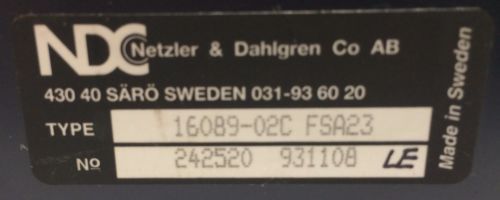 NDC Netzler & Dahlgren Co AB
430 40 SÄRÖ SWEDEN 031-93 60 20
TYPE 16089-02C FSA23
No 242520 931108 LE
Made in Sweden